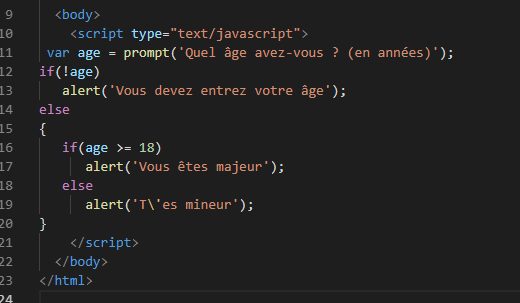 9 <body>
10 <script type="text/javascript">
11 var age = prompt('Quel âge avez-vous ? (en années)');
12 if(!age)
13 alert('Vous devez entrez votre âge');
14 else
15 {
16 if(age >= 18)
17 alert('Vous êtes majeur');
18 else
19 alert('T\'es mineur');
20 }
21 </script>
22 </body>
23 </html>
24